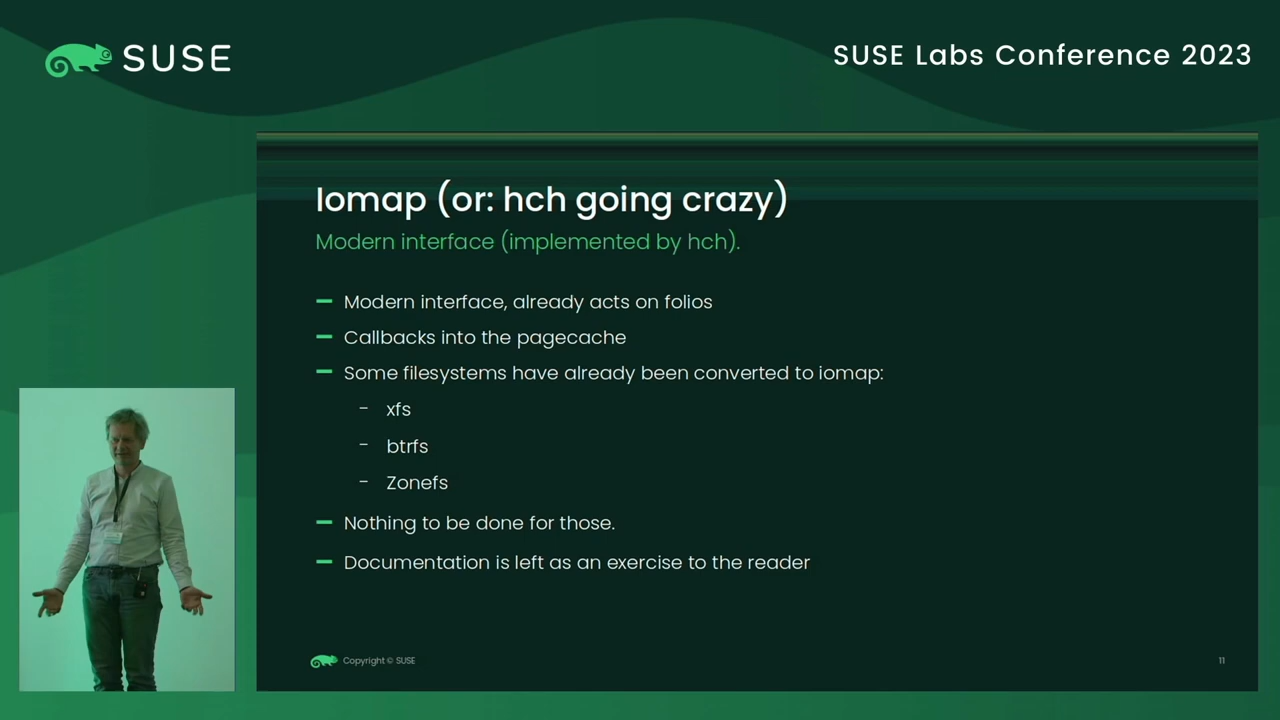 SUSE
SUSE Labs Conference 2023
Iomap (or: hch going crazy)
Modern interface (implemented by hch).
Modern interface, already acts on folios
Callbacks into the pagecache
Some filesystems have already been converted to iomap:
- xfs
- btrfs
- Zonefs
Nothing to be done for those.
Documentation is left as an exercise to the reader
Copyright © SUSE
11